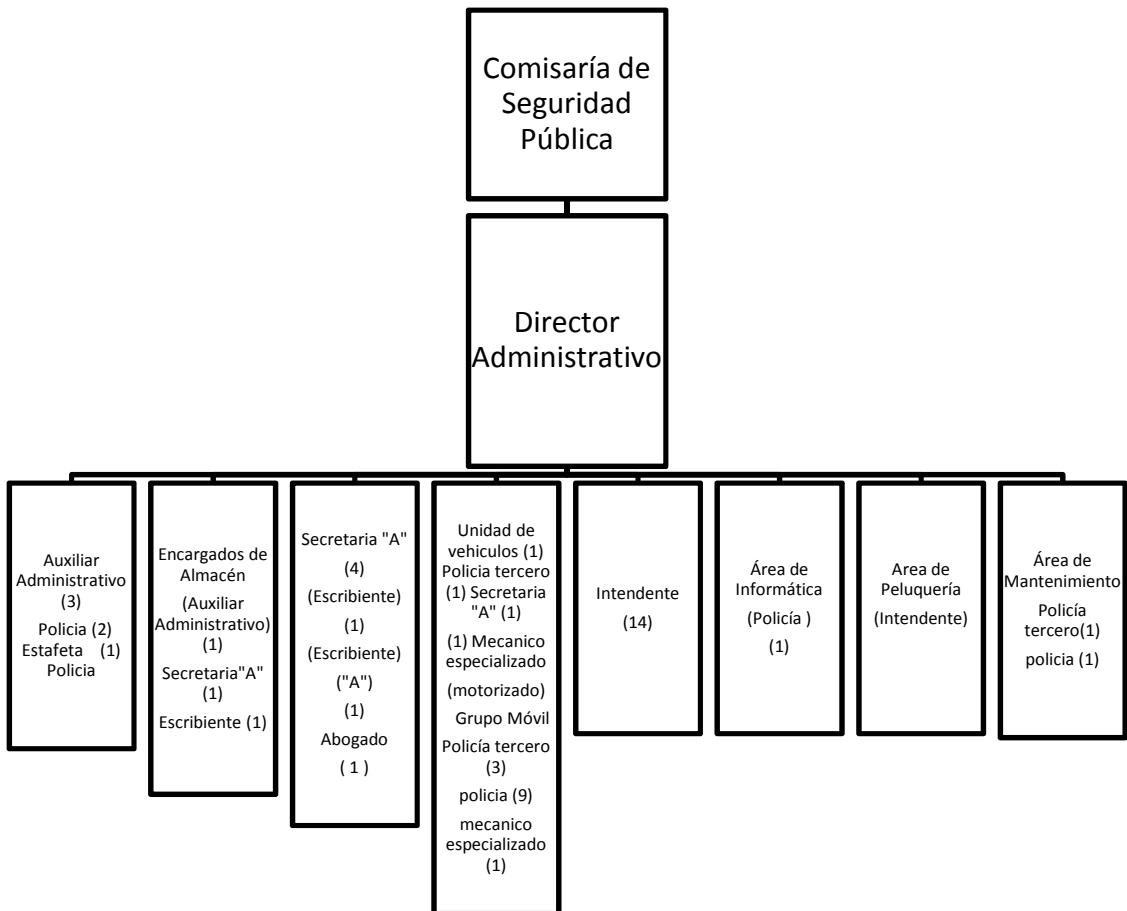 Comisaría de
Seguridad
Pública
Director
Administrativo
Auxiliar
Administrativo
(3)
Policia (2)
Estafeta (1)
Policia
Encargados de
Almacén
(Auxiliar
Administrativo)
(1)
Secretaria"A"
(1)
Escribiente (1)
Secretaria "A"
(4)
(Escribiente)
(1)
(Escribiente)
("A")
(1)
Abogado
( 1 )
Unidad de
vehiculos (1)
Policia tercero
(1) Secretaria
"A" (1)
(1) Mecanico
especializado
(motorizado)
Grupo Móvil
Policía tercero
(3)
policia (9)
mecanico
especializado
(1)
Intendente
(14)
Área de
Informática
(Policía )
(1)
Area de
Peluquería
(Intendente)
Área de
Mantenimiento
Policía
tercero(1)
policia (1)